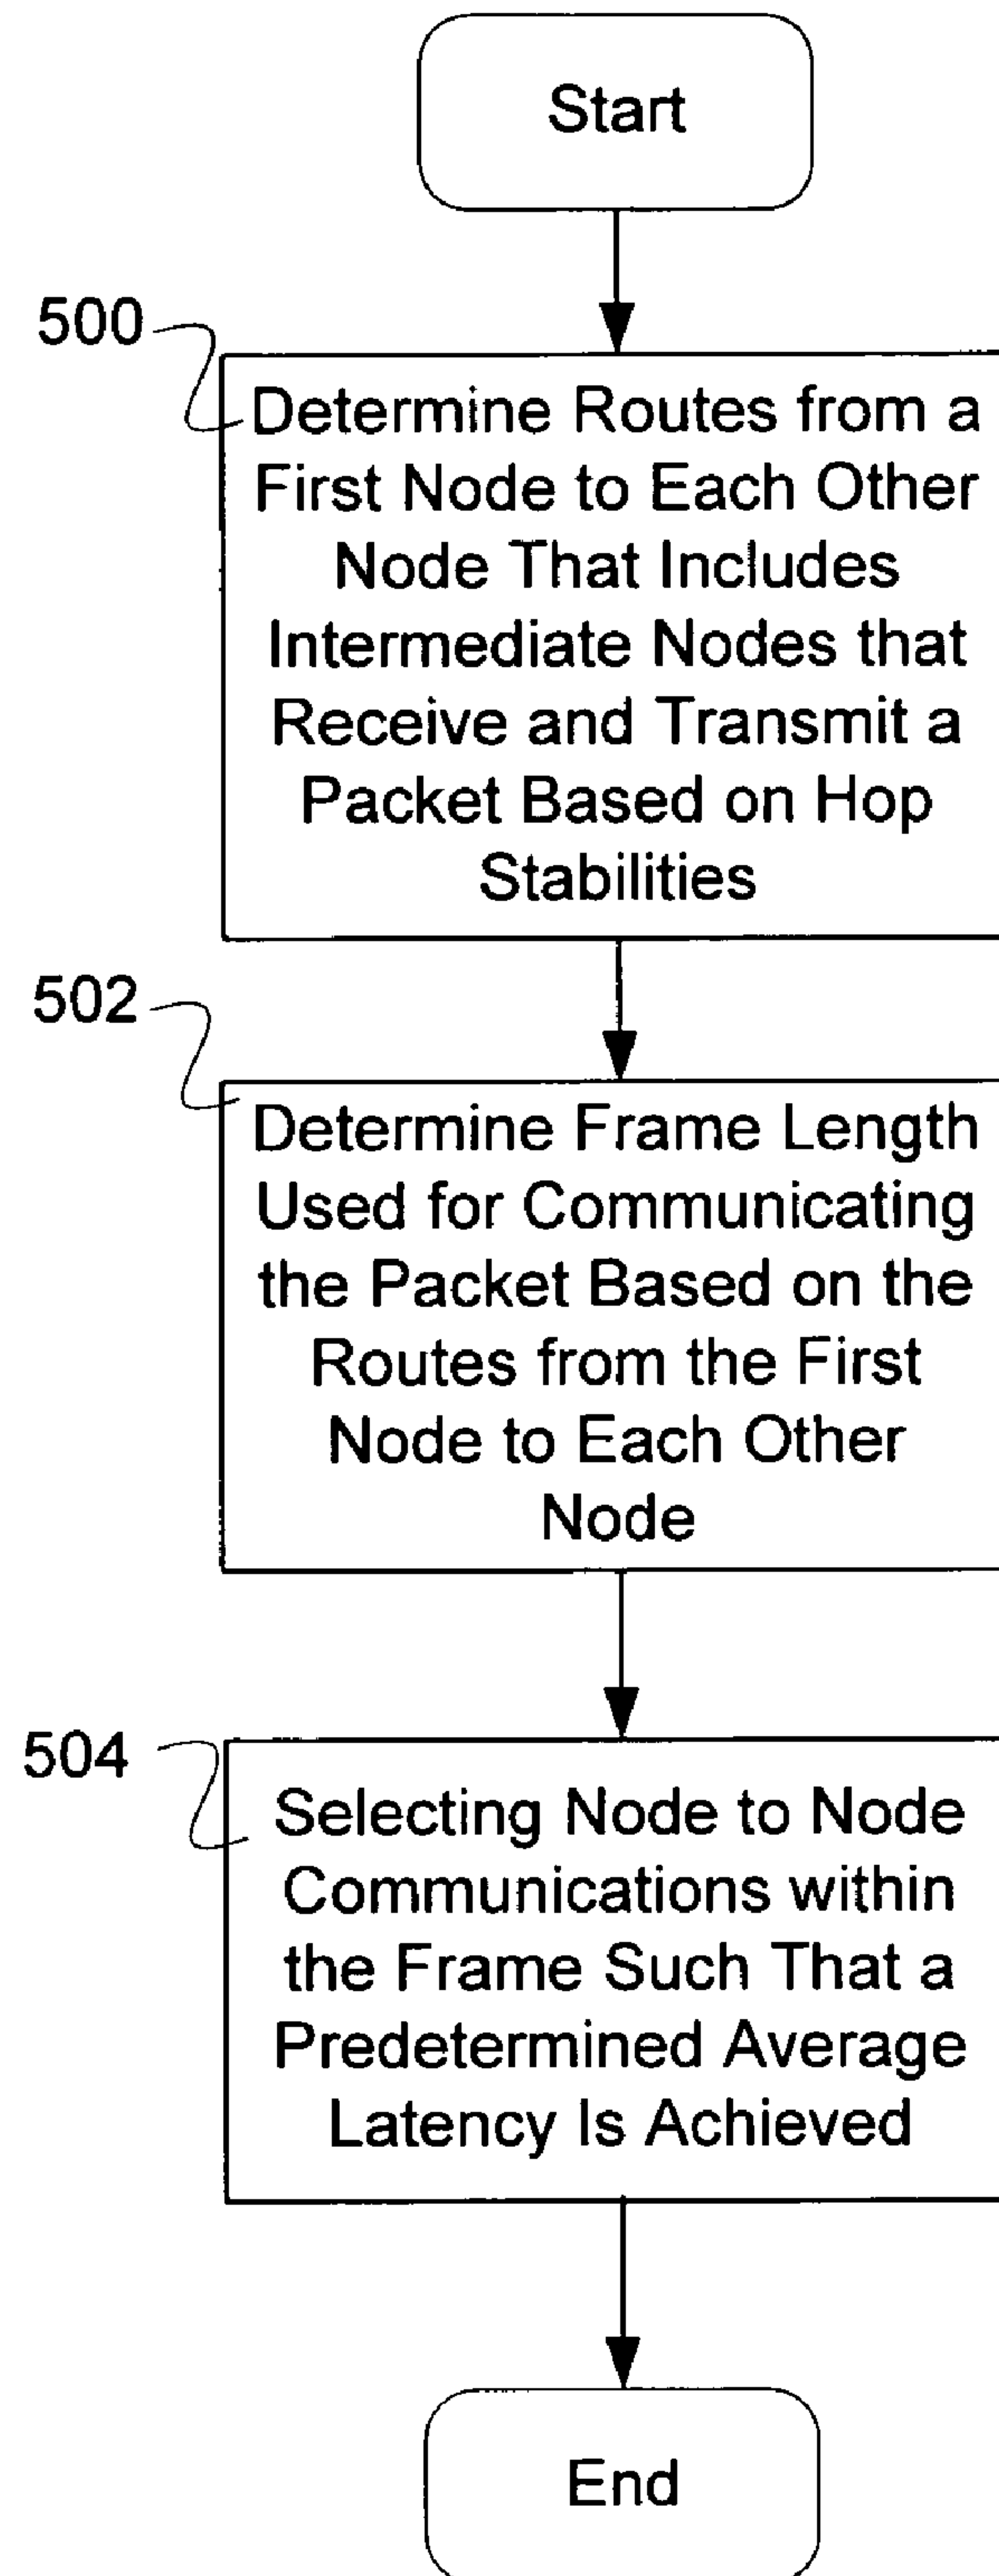 Start
500
Determine Routes from a
First Node to Each Other
Node That Includes
Intermediate Nodes that
Receive and Transmit a
Packet Based on Hop
Stabilities
502
Determine Frame Length
Used for Communicating
the Packet Based on the
Routes from the First
Node to Each Other
Node
504
Selecting Node to Node
Communications within
the Frame Such That a
Predetermined Average
Latency Is Achieved
End